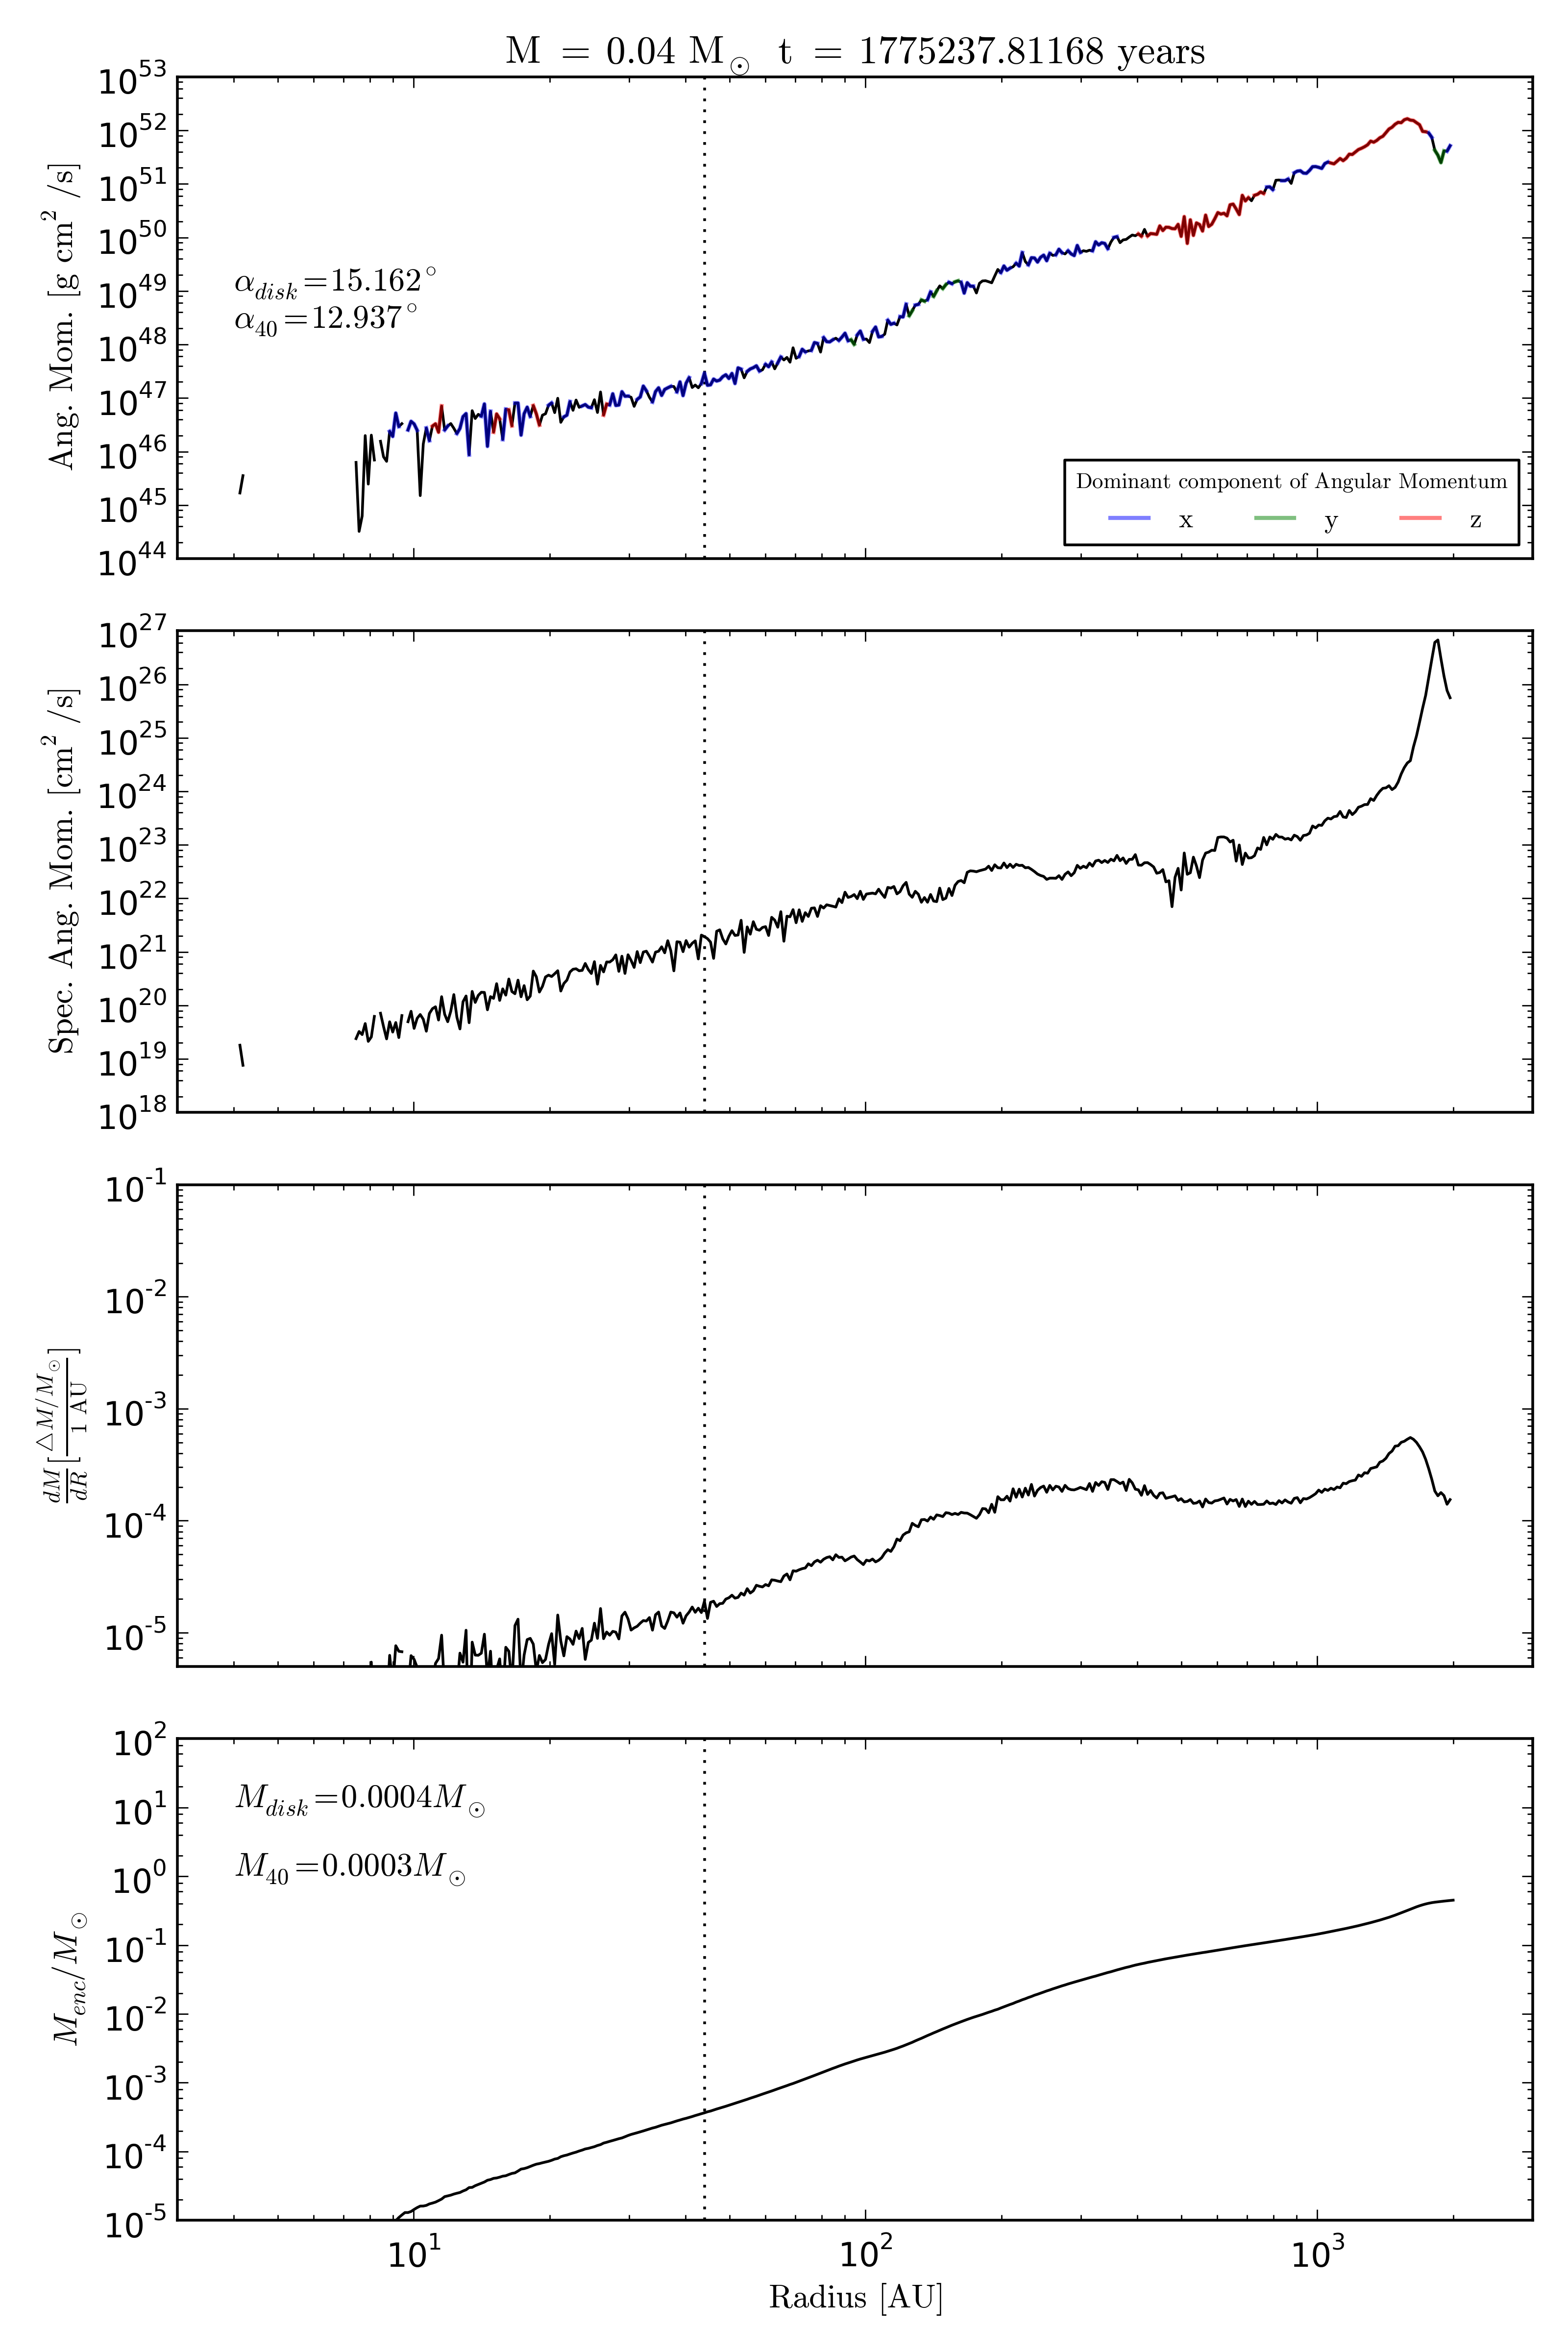 M = 0.04 M⊙ t = 1775237.81168 years
10^53
10^52
10^51
10^50
10^49
10^48
10^47
10^46
10^45
10^44
Ang. Mom. [g cm^2 /s]
α_disk=15.162°
α_40=12.937°
Dominant component of Angular Momentum
x y z
10^27
10^26
10^25
10^24
10^23
10^22
10^21
10^20
10^19
10^18
Spec. Ang. Mom. [cm^2 /s]
10^-1
10^-2
10^-3
10^-4
10^-5
dM/dR [△M/M⊙ / 1 AU]
10^2
10^1
10^0
10^-1
10^-2
10^-3
10^-4
10^-5
M_enc/M⊙
M_disk=0.0004M⊙
M_40=0.0003M⊙
10^1 10^2 10^3
Radius [AU]